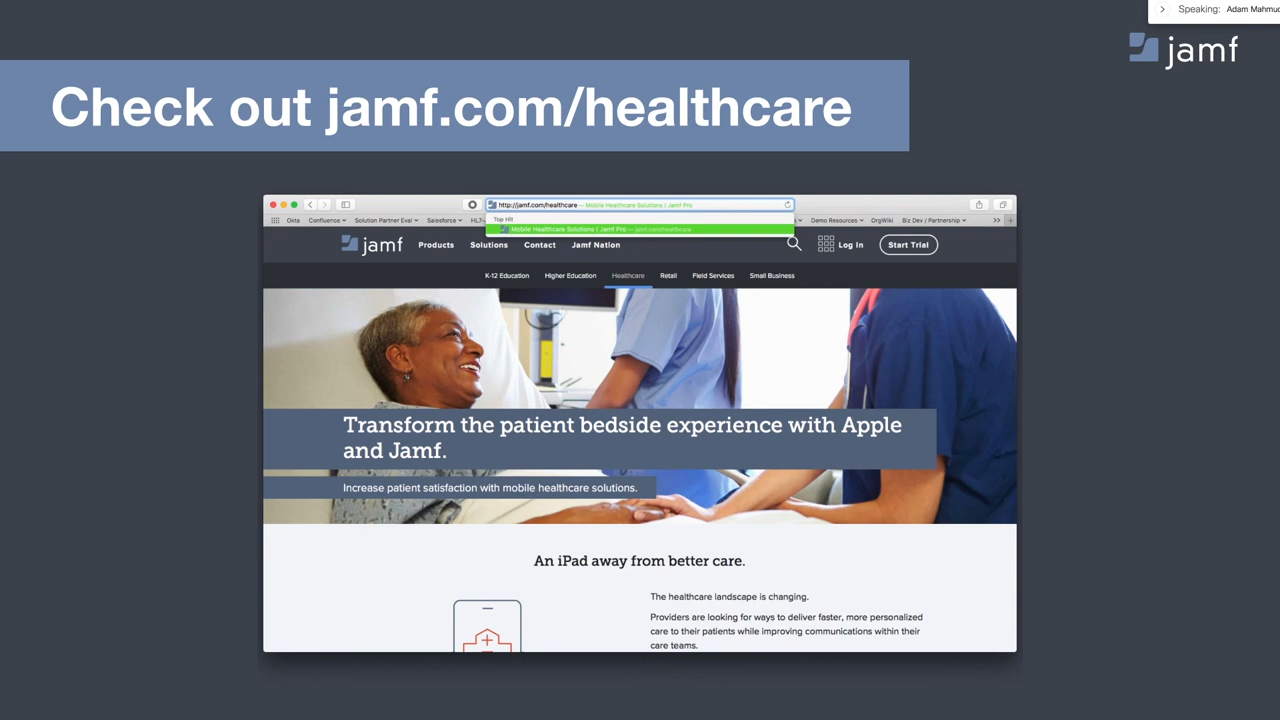 Speaking: Adam Mahmud
jamf
Check out jamf.com/healthcare
http://jamf.com/healthcare — Mobile Healthcare Solutions | Jamf Pro
Okta Confluence Solution Partner Eval Salesforce HL7- Demo Resources OrgWiki Biz Dev / Partnership
Top Hit
Mobile Healthcare Solutions | Jamf Pro — jamf.com/healthcare
jamf Products Solutions Contact Jamf Nation Log In Start Trial
K-12 Education Higher Education Healthcare Retail Field Services Small Business
Transform the patient bedside experience with Apple
and Jamf.
Increase patient satisfaction with mobile healthcare solutions.
An iPad away from better care.
The healthcare landscape is changing.
Providers are looking for ways to deliver faster, more personalized
care to their patients while improving communications within their
care teams.